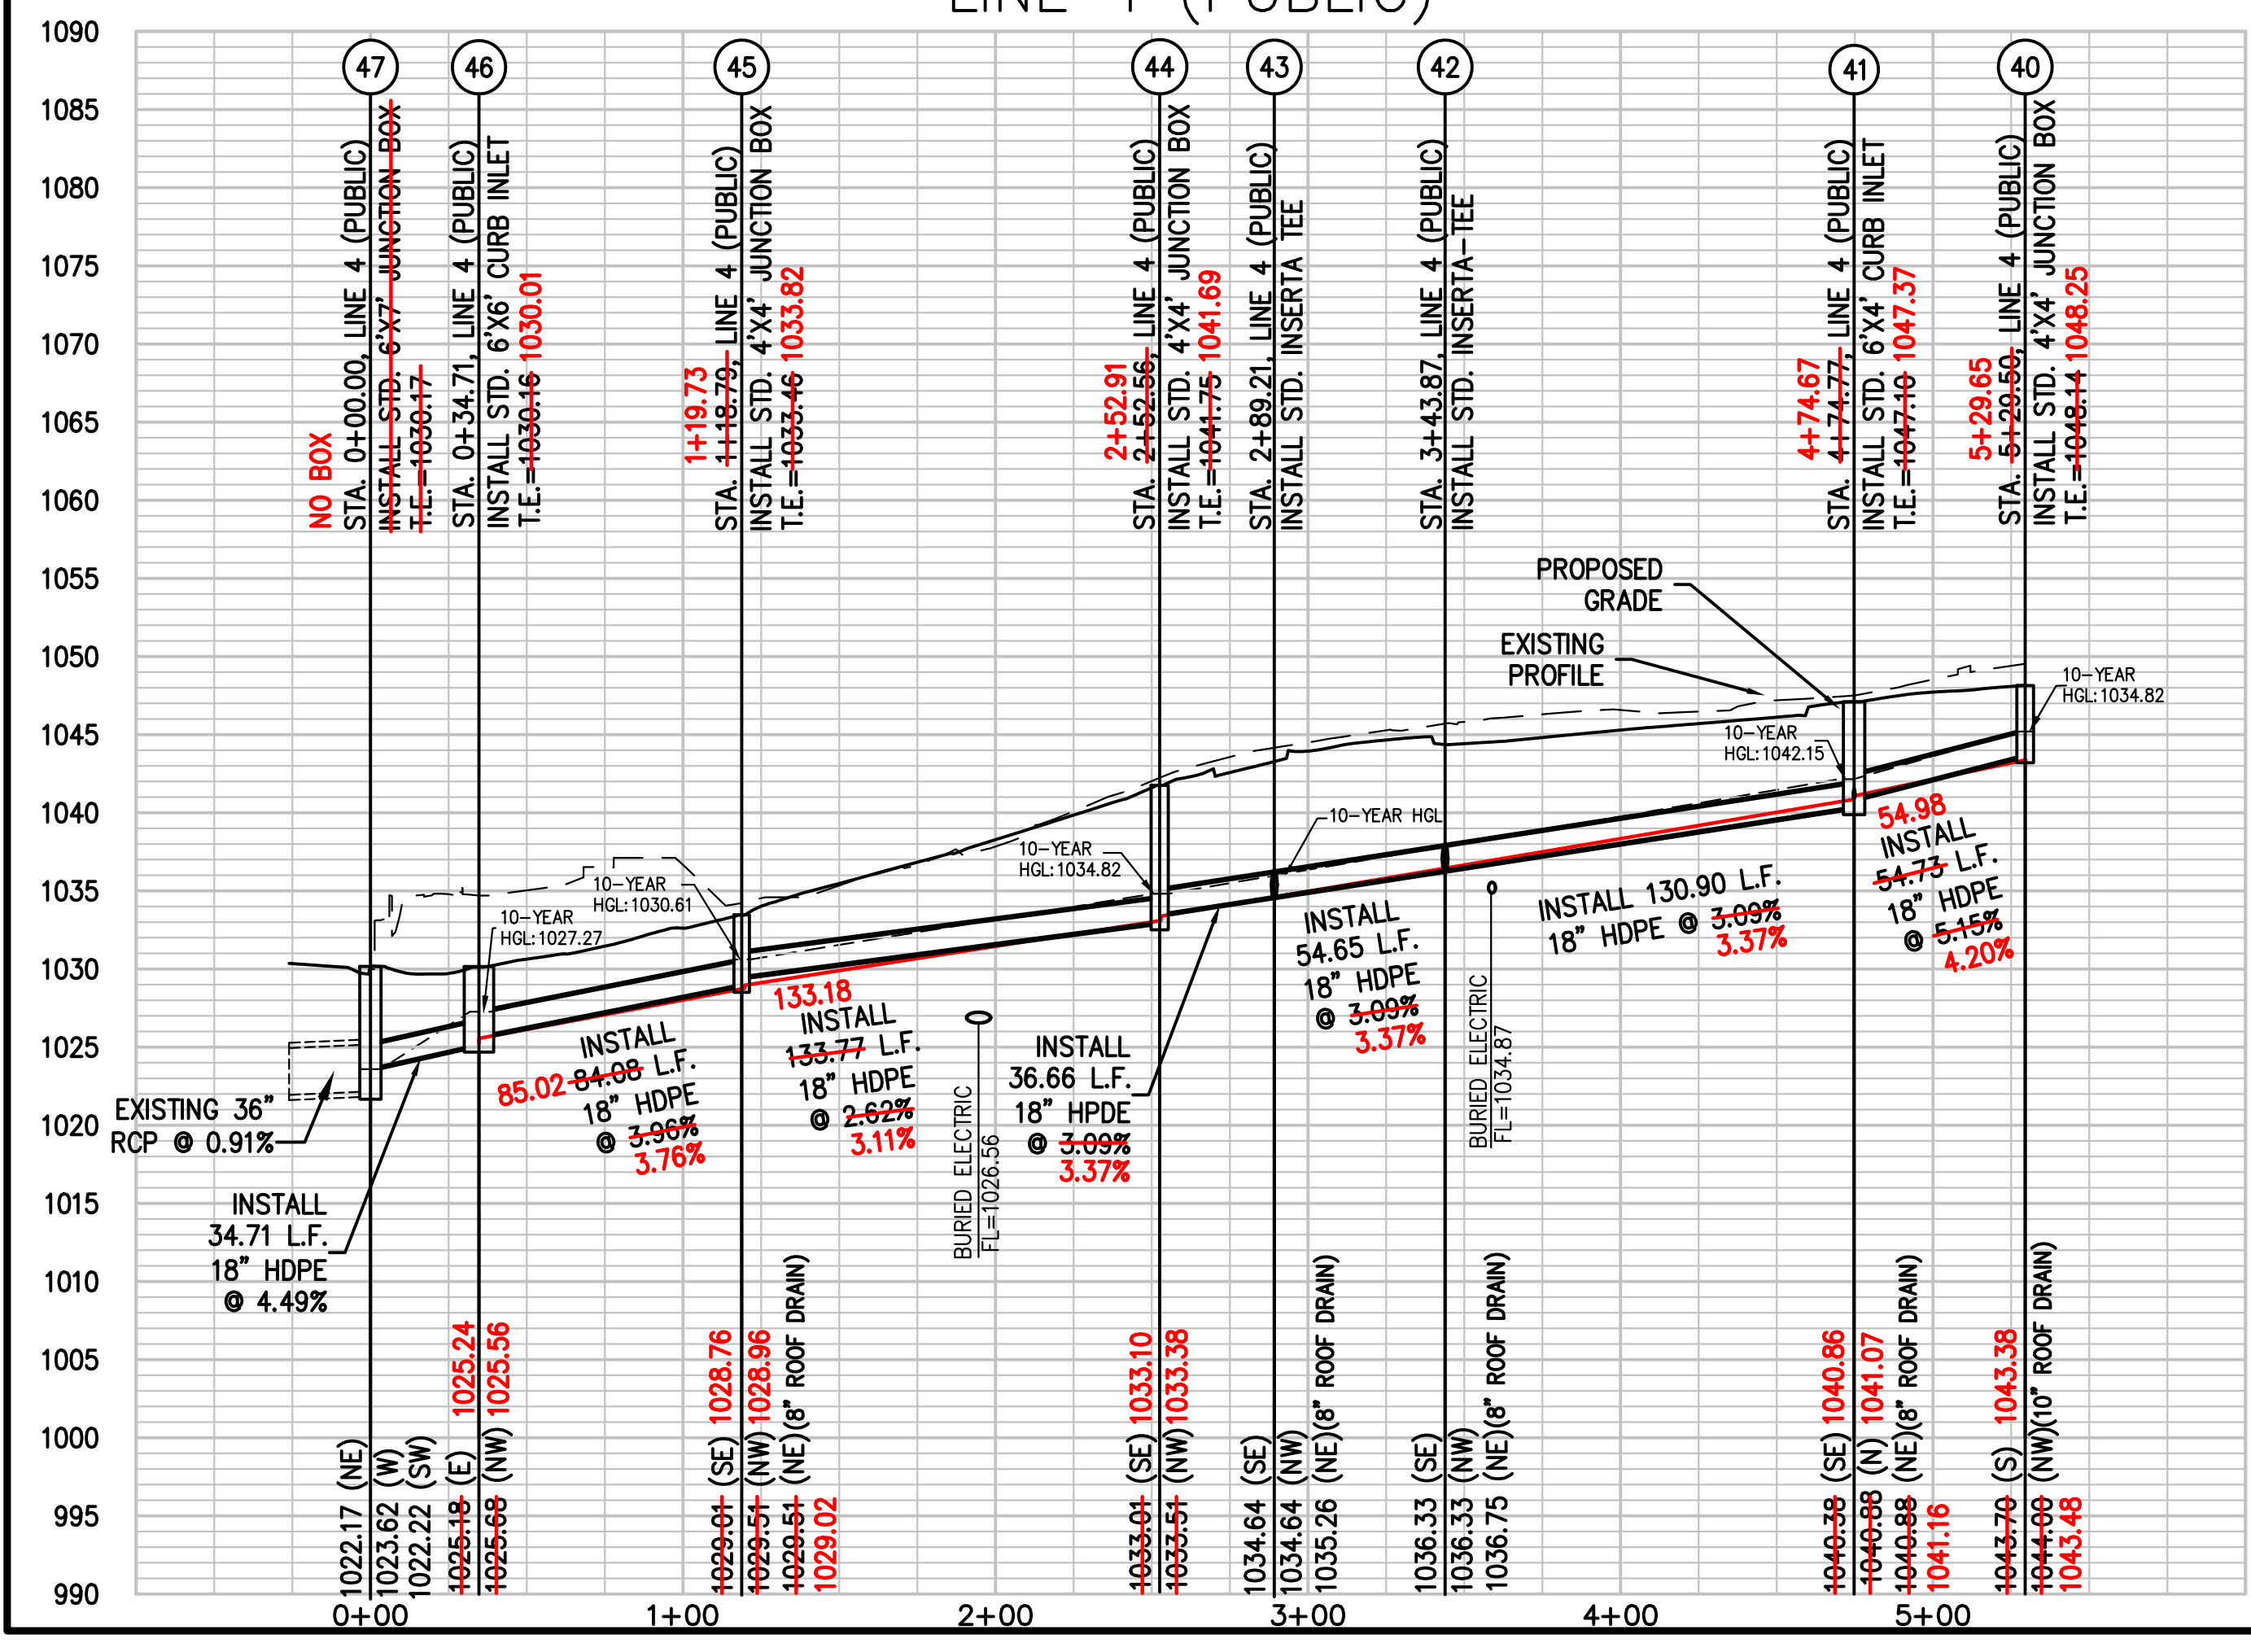 LINE 4 (PUBLIC)
1090
1085
1080
1075
1070
1065
1060
1055
1050
1045
1040
1035
1030
1025
1020
1015
1010
1005
1000
995
990
47
46
45
44
43
42
41
40
NO BOX
STA. 0+00.00, LINE 4 (PUBLIC)
INSTALL STD. 6'X7' JUNCTION BOX
T.E.=1030.17
STA. 0+34.71, LINE 4 (PUBLIC)
INSTALL STD. 6'X6' CURB INLET
T.E.=1030.16 1030.01
1+19.73
STA. 1+18.79, LINE 4 (PUBLIC)
INSTALL STD. 4'X4' JUNCTION BOX
T.E.=1033.46 1033.82
2+52.91
STA. 2+52.56, LINE 4 (PUBLIC)
INSTALL STD. 4'X4' JUNCTION BOX
T.E.=1041.75 1041.69
STA. 2+89.21, LINE 4 (PUBLIC)
INSTALL STD. INSERTA TEE
STA. 3+43.87, LINE 4 (PUBLIC)
INSTALL STD. INSERTA-TEE
4+74.67
STA. 4+74.77, LINE 4 (PUBLIC)
INSTALL STD. 6'X4' CURB INLET
T.E.=1047.10 1047.37
5+29.65
STA. 5+29.50, LINE 4 (PUBLIC)
INSTALL STD. 4'X4' JUNCTION BOX
T.E.=1048.14 1048.25
PROPOSED
GRADE
EXISTING
PROFILE
10-YEAR
HGL:1034.82
10-YEAR
HGL:1042.15
10-YEAR HGL
10-YEAR
HGL:1034.82
10-YEAR
HGL:1030.61
10-YEAR
HGL:1027.27
EXISTING 36"
RCP @ 0.91%
INSTALL
34.71 L.F.
18" HDPE
@ 4.49%
INSTALL
85.02 84.08 L.F.
18" HDPE
@ 3.96%
3.76%
133.18
INSTALL
133.77 L.F.
18" HDPE
@ 2.62%
3.11%
BURIED ELECTRIC
FL=1026.56
INSTALL
36.66 L.F.
18" HPDE
@ 3.09%
3.37%
INSTALL
54.65 L.F.
18" HDPE
@ 3.09%
3.37%
BURIED ELECTRIC
FL=1034.87
INSTALL 130.90 L.F.
18" HDPE @ 3.09%
3.37%
54.98
INSTALL
54.73 L.F.
18" HDPE
@ 5.15%
4.20%
1022.17 (NE)
1023.62 (W)
1022.22 (SW)
1025.18 (E) 1025.24
1025.68 (NW) 1025.56
1029.01 (SE) 1028.76
1029.51 (NW) 1028.96
1029.51 (NE)(8" ROOF DRAIN)
1029.02
1033.01 (SE) 1033.10
1033.51 (NW) 1033.38
1034.64 (SE)
1034.64 (NW)
1035.26 (NE)(8" ROOF DRAIN)
1036.33 (SE)
1036.33 (NW)
1036.75 (NE)(8" ROOF DRAIN)
1040.38 (SE) 1040.86
1040.88 (N) 1041.07
1040.88 (NE)(8" ROOF DRAIN)
1041.16
1043.70 (S) 1043.38
1044.00 (NW)(10" ROOF DRAIN)
1043.48
0+00
1+00
2+00
3+00
4+00
5+00